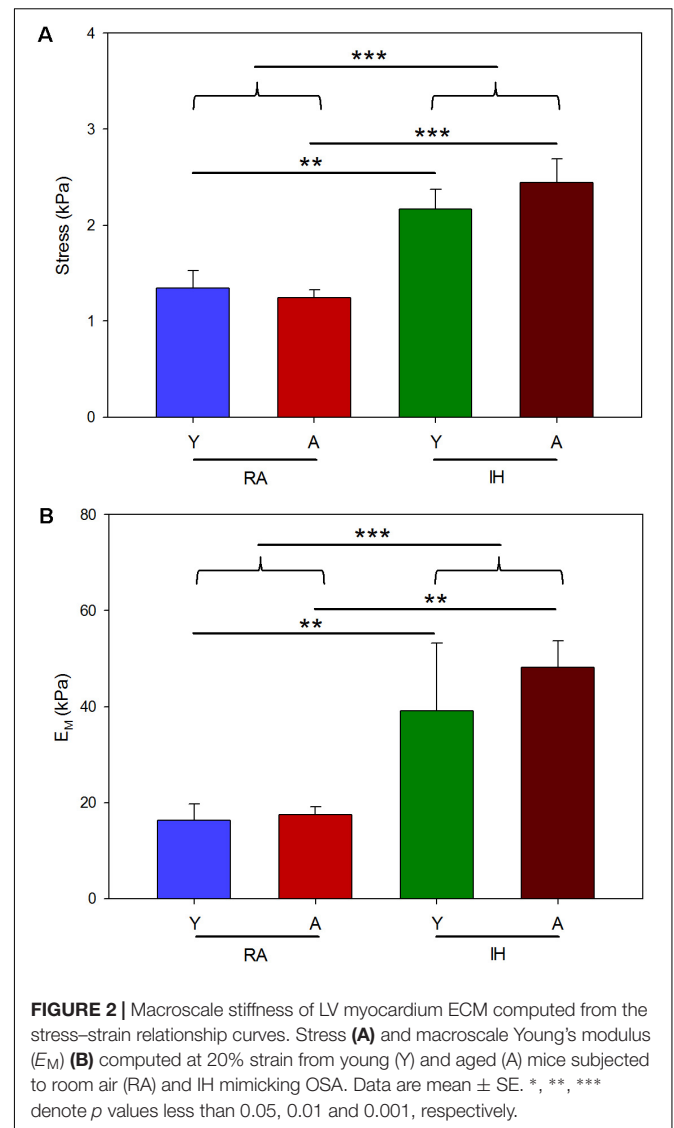 A
4
***
3
***
**
Stress (kPa)
2
1
0
Y A Y A
RA IH
B
80
***
60
**
**
E_M (kPa)
40
20
0
Y A Y A
RA IH
FIGURE 2 | Macroscale stiffness of LV myocardium ECM computed from the
stress–strain relationship curves. Stress (A) and macroscale Young's modulus
(E_M) (B) computed at 20% strain from young (Y) and aged (A) mice subjected
to room air (RA) and IH mimicking OSA. Data are mean ± SE. *, **, ***
denote p values less than 0.05, 0.01 and 0.001, respectively.